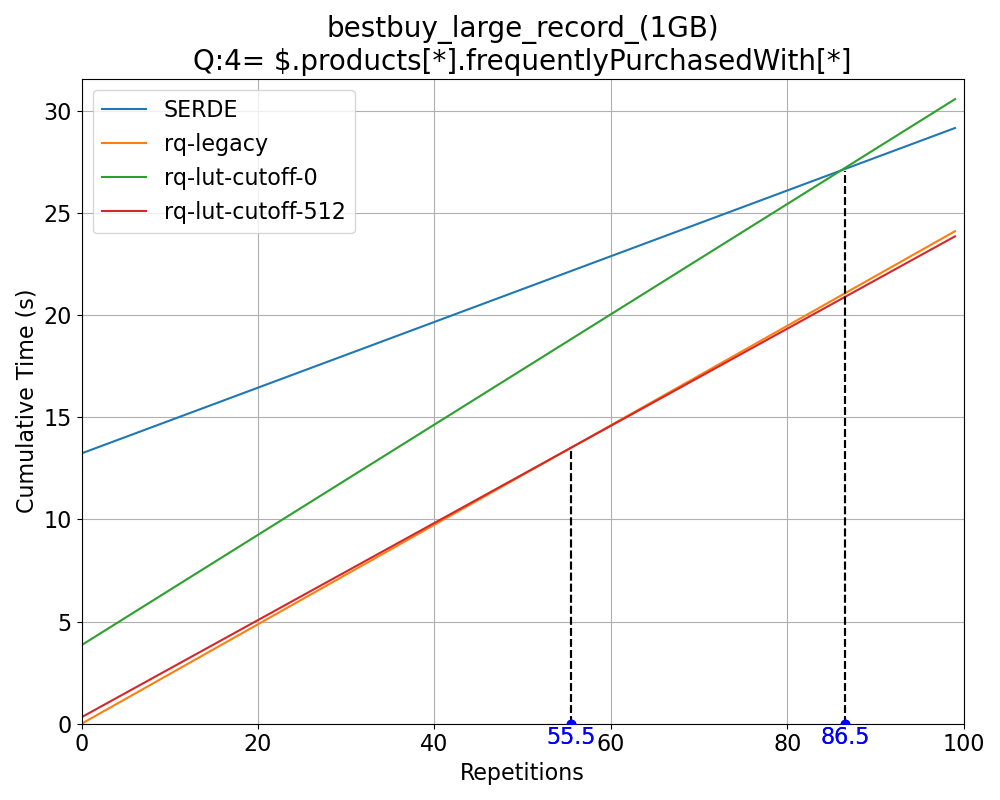 bestbuy_large_record_(1GB)
Q:4= $.products[*].frequentlyPurchasedWith[*]
SERDE
rq-legacy
rq-lut-cutoff-0
rq-lut-cutoff-512
Cumulative Time (s)
30
25
20
15
10
5
0
0
20
40
55.5
60
80
86.5
100
Repetitions